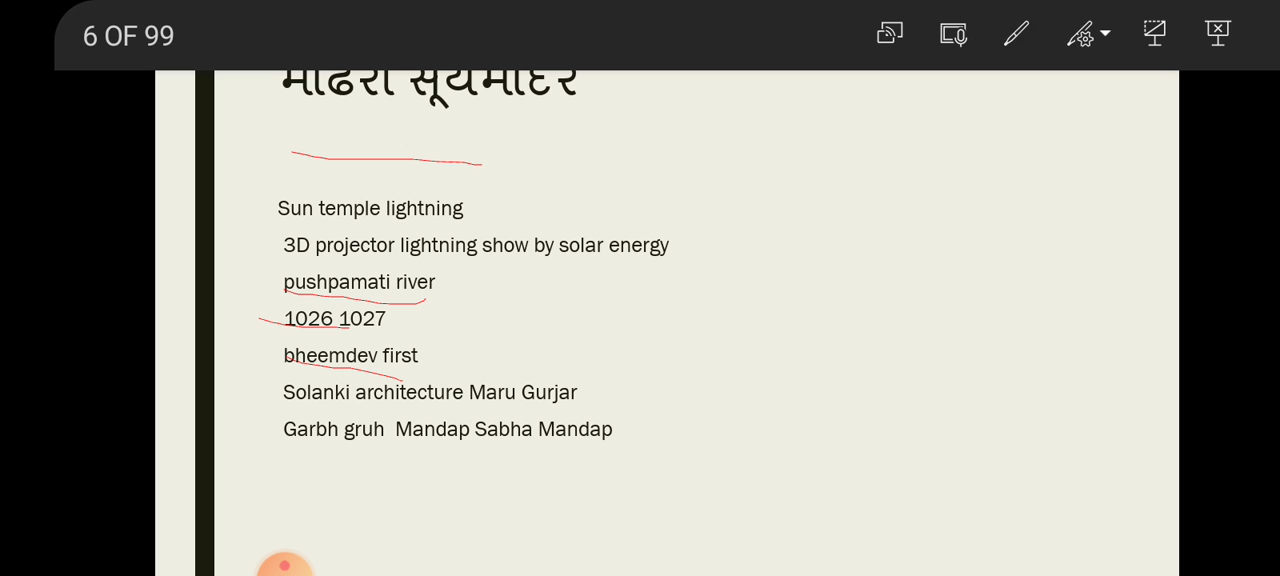 6 OF 99
Sun temple lightning
3D projector lightning show by solar energy
pushpamati river
1026 1027
bheemdev first
Solanki architecture Maru Gurjar
Garbh gruh Mandap Sabha Mandap